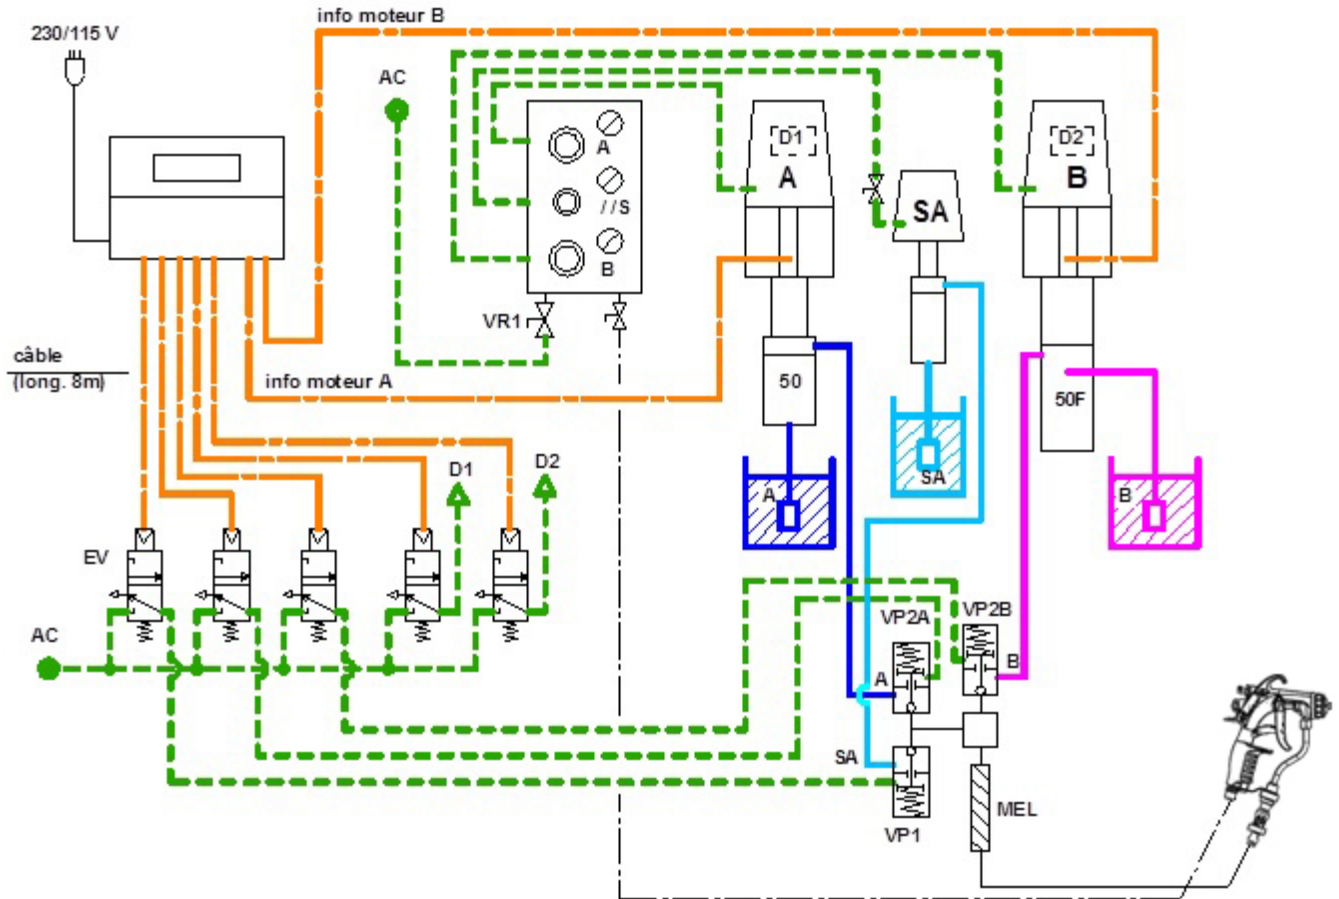 info moteur B
230/115 V
AC
A
//S
B
D1
A
SA
D2
B
VR1
câble
(long. 8m)
info moteur A
50
50F
D1
D2
A
SA
B
EV
AC
VP2A
VP2B
A
B
SA
VP1
MEL